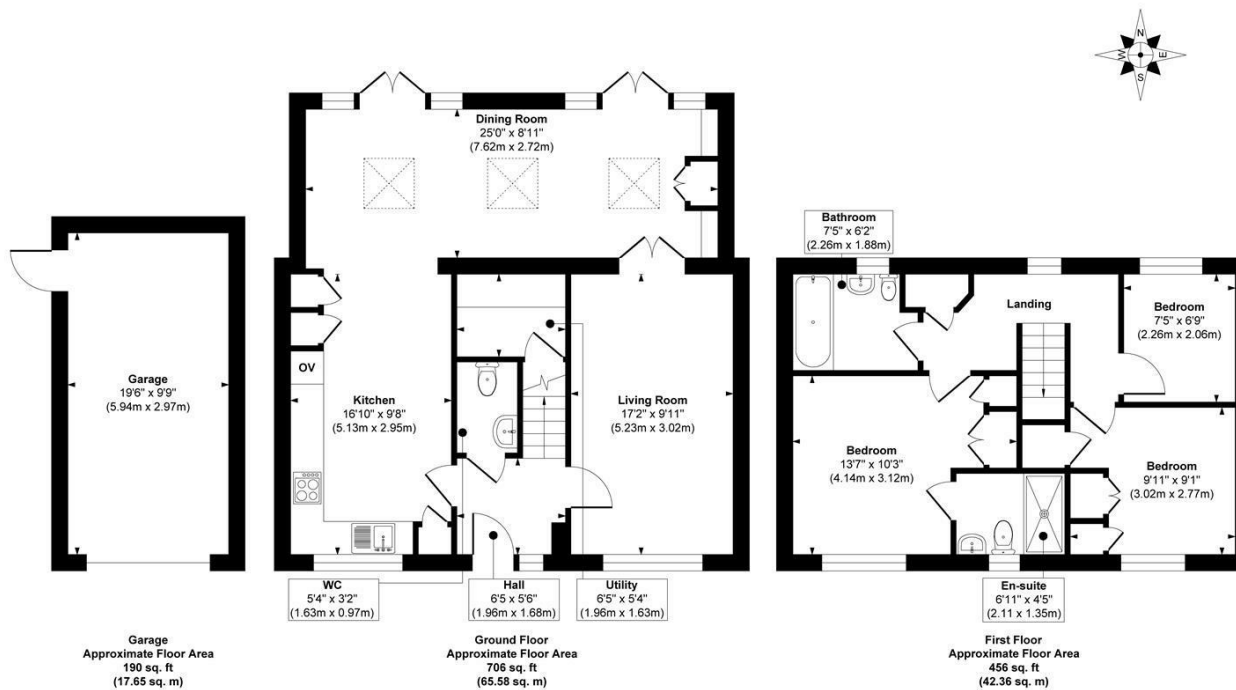 N
W
E
S
Dining Room
25'0" x 8'11"
(7.62m x 2.72m)
Garage
19'6" x 9'9"
(5.94m x 2.97m)
OV
Kitchen
16'10" x 9'8"
(5.13m x 2.95m)
Living Room
17'2" x 9'11"
(5.23m x 3.02m)
WC
5'4" x 3'2"
(1.63m x 0.97m)
Hall
6'5 x 5'6"
(1.96m x 1.68m)
Utility
6'5" x 5'4"
(1.96m x 1.63m)
Bathroom
7'5" x 6'2"
(2.26m x 1.88m)
Landing
Bedroom
7'5" x 6'9"
(2.26m x 2.06m)
Bedroom
13'7" x 10'3"
(4.14m x 3.12m)
Bedroom
9'11" x 9'1"
(3.02m x 2.77m)
En-suite
6'11" x 4'5"
(2.11 x 1.35m)
Garage
Approximate Floor Area
190 sq. ft
(17.65 sq. m)
Ground Floor
Approximate Floor Area
706 sq. ft
(65.58 sq. m)
First Floor
Approximate Floor Area
456 sq. ft
(42.36 sq. m)